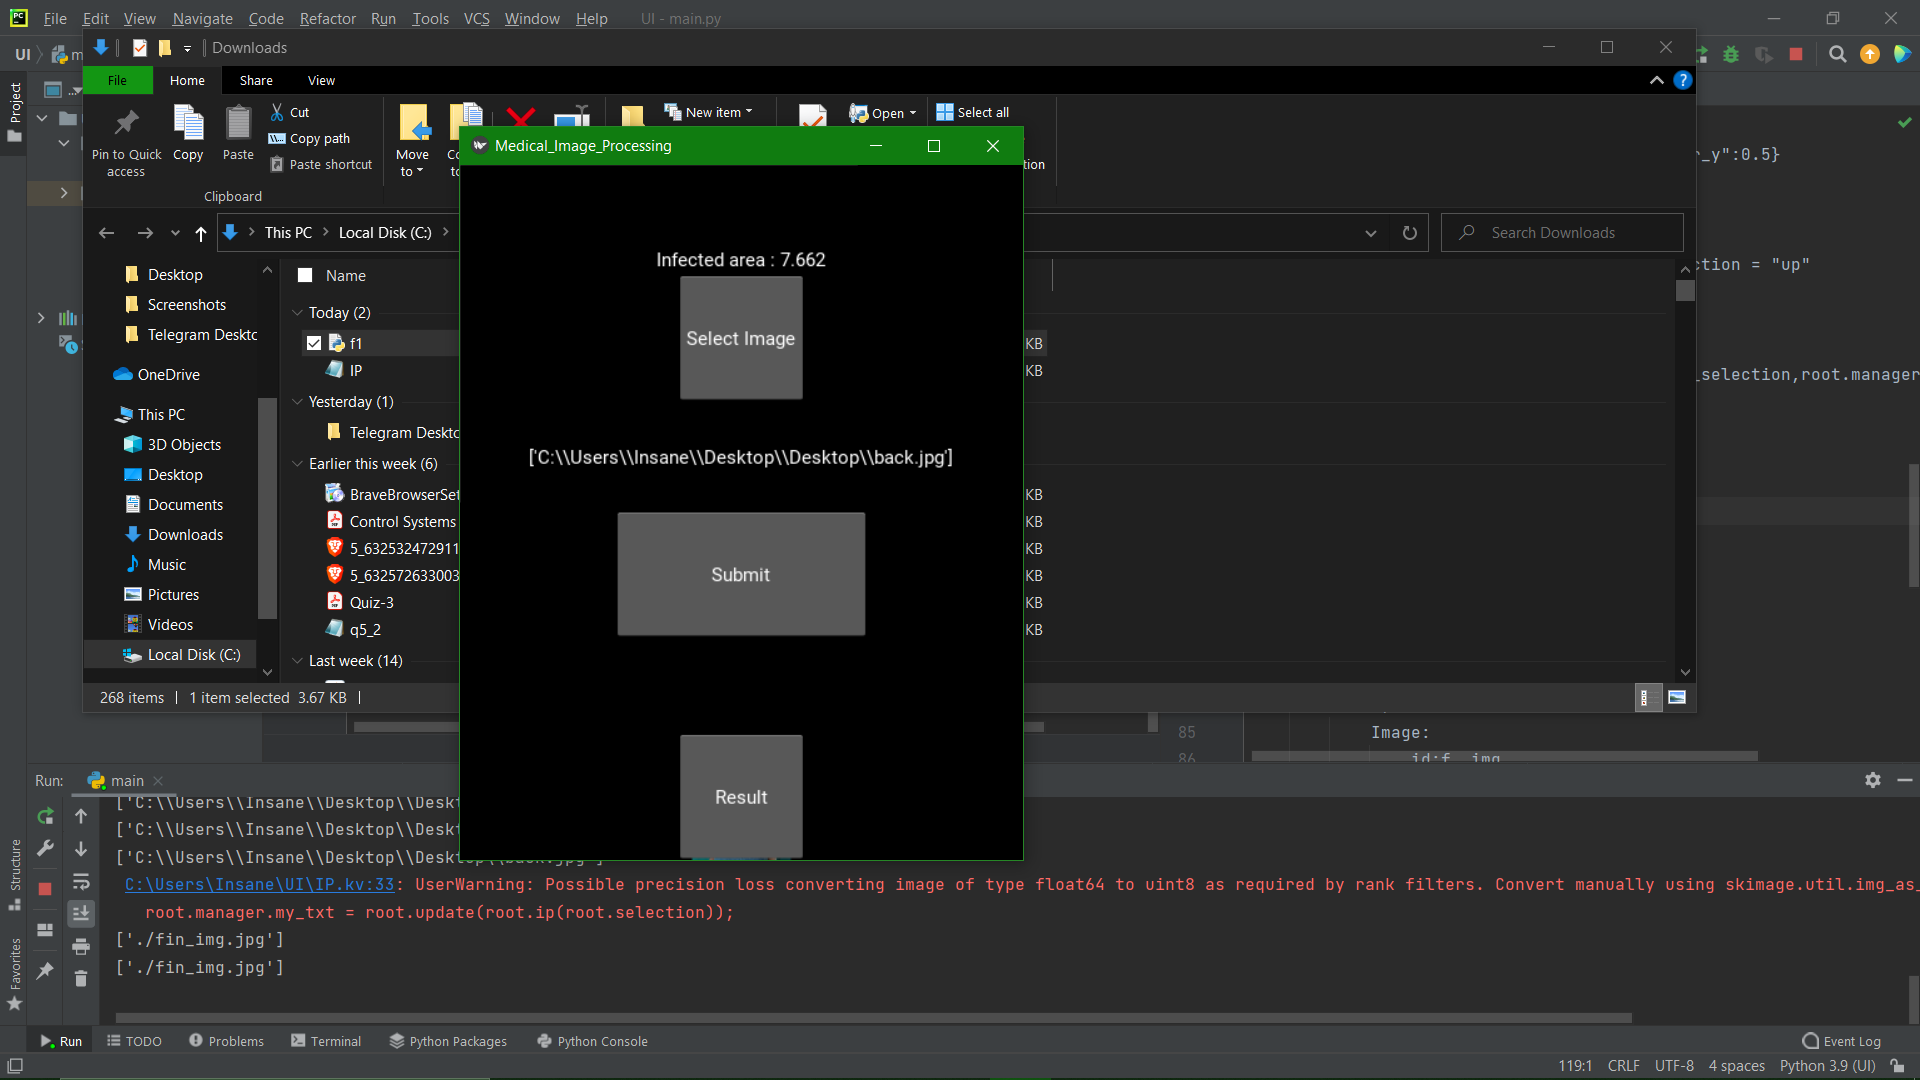 File Edit View Navigate Code Refactor Run Tools VCS Window Help UI - main.py
UI
Downloads
File Home Share View
Project
Pin to Quick access
Copy
Paste
Cut
Copy path
Paste shortcut
Clipboard
Move to
New item
Open
Select all
Medical_Image_Processing
This PC Local Disk (C:)
Search Downloads
Desktop
Screenshots
Telegram Deskto
OneDrive
This PC
3D Objects
Desktop
Documents
Downloads
Music
Pictures
Videos
Local Disk (C:)
Name
Today (2)
f1 KB
IP KB
Yesterday (1)
Telegram Deskto
Earlier this week (6)
BraveBrowserSet KB
Control Systems KB
5_632532472911 KB
5_632572633003 KB
Quiz-3 KB
q5_2 KB
Last week (14)
268 items 1 item selected 3.67 KB
Infected area : 7.662
Select Image
['C:\\Users\\Insane\\Desktop\\Desktop\\back.jpg']
Submit
Result
r_y":0.5}
ction = "up"
_selection,root.manager
85 Image:
86 id:f_img
Run: main
['C:\\Users\\Insane\\Desktop\\Deskt
['C:\\Users\\Insane\\Desktop\\Deskt
['C:\\Users\\Insane\\Desktop\\Desktop\\back.jpg']
C:\Users\Insane\UI\IP.kv:33: UserWarning: Possible precision loss converting image of type float64 to uint8 as required by rank filters. Convert manually using skimage.util.img_as_
root.manager.my_txt = root.update(root.ip(root.selection));
['./fin_img.jpg']
['./fin_img.jpg']
Structure
Favorites
Run TODO Problems Terminal Python Packages Python Console Event Log
119:1 CRLF UTF-8 4 spaces Python 3.9 (UI)